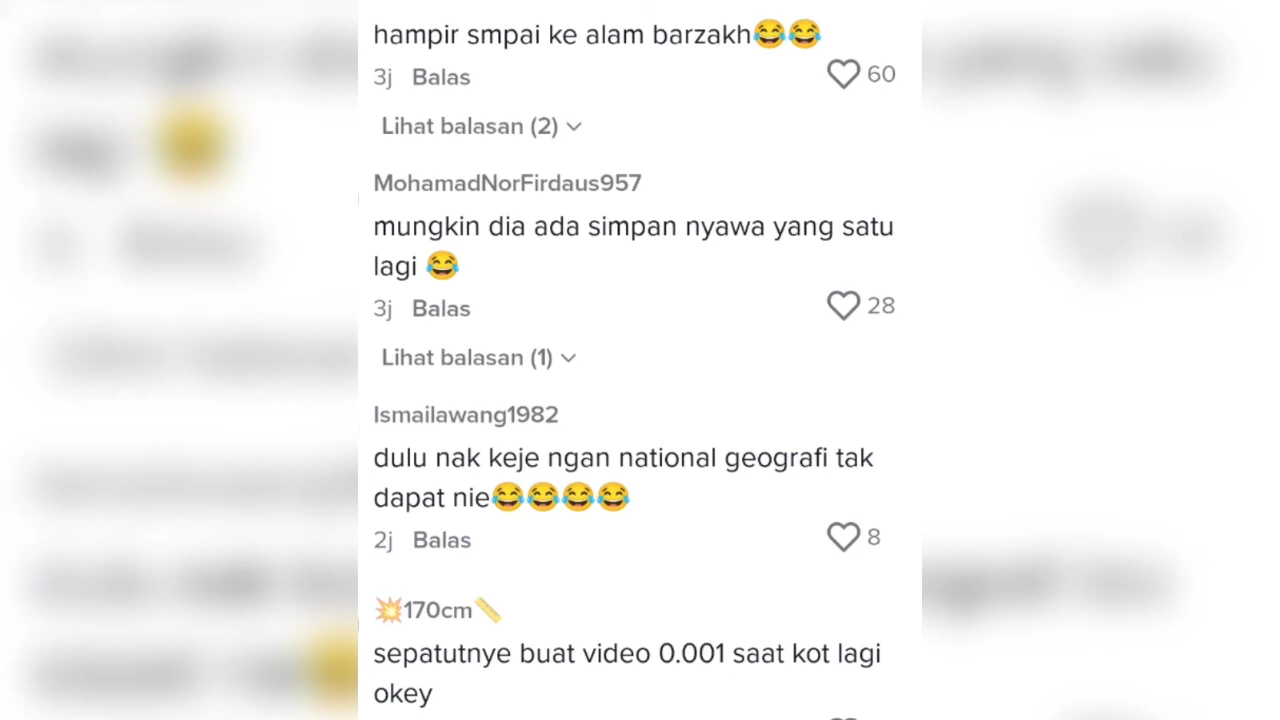 hampir smpai ke alam barzakh😂😂
3j Balas 60
Lihat balasan (2)
MohamadNorFirdaus957
mungkin dia ada simpan nyawa yang satu
lagi 😂
3j Balas 28
Lihat balasan (1)
Ismailawang1982
dulu nak keje ngan national geografi tak
dapat nie😂😂😂😂
2j Balas 8
💥170cm📏
sepatutnye buat video 0.001 saat kot lagi
okey